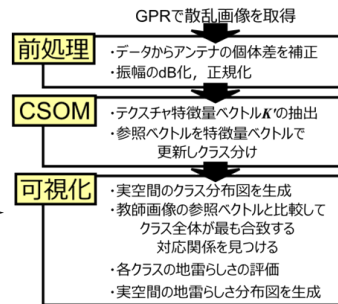 GPRで散乱画像を取得
前処理
・データからアンテナの個体差を補正
・振幅のdB化，正規化
CSOM
・テクスチャ特徴量ベクトルK'の抽出
・参照ベクトルを特徴量ベクトルで
更新しクラス分け
可視化
・実空間のクラス分布図を生成
・教師画像の参照ベクトルと比較して
クラス全体が最も合致する
対応関係を見つける
・各クラスの地雷らしさの評価
・実空間の地雷らしさ分布図を生成